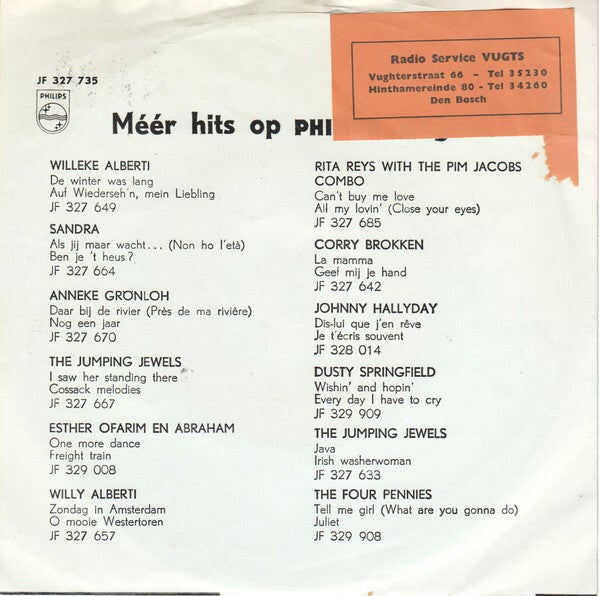 JF 327 735
PHILIPS
Radio Service VUGTS
Vughterstraat 66 - Tel 35230
Hinthamereinde 80 - Tel 34260
Den Bosch
Méér hits op PHI
WILLEKE ALBERTI
De winter was lang
Auf Wiederseh'n, mein Liebling
JF 327 649
SANDRA
Als jij maar wacht... (Non ho l'età)
Ben je 't heus?
JF 327 664
ANNEKE GRÖNLOH
Daar bij de rivier (Près de ma rivière)
Nog een jaar
JF 327 670
THE JUMPING JEWELS
I saw her standing there
Cossack melodies
JF 327 667
ESTHER OFARIM EN ABRAHAM
One more dance
Freight train
JF 329 008
WILLY ALBERTI
Zondag in Amsterdam
O mooie Westertoren
JF 327 657
RITA REYS WITH THE PIM JACOBS
COMBO
Can't buy me love
All my lovin' (Close your eyes)
JF 327 685
CORRY BROKKEN
La mamma
Geef mij je hand
JF 327 642
JOHNNY HALLYDAY
Dis-lui que j'en rêve
Je t'écris souvent
JF 328 014
DUSTY SPRINGFIELD
Wishin' and hopin'
Every day I have to cry
JF 329 909
THE JUMPING JEWELS
Java
Irish washerwoman
JF 327 633
THE FOUR PENNIES
Tell me girl (What are you gonna do)
Juliet
JF 329 908